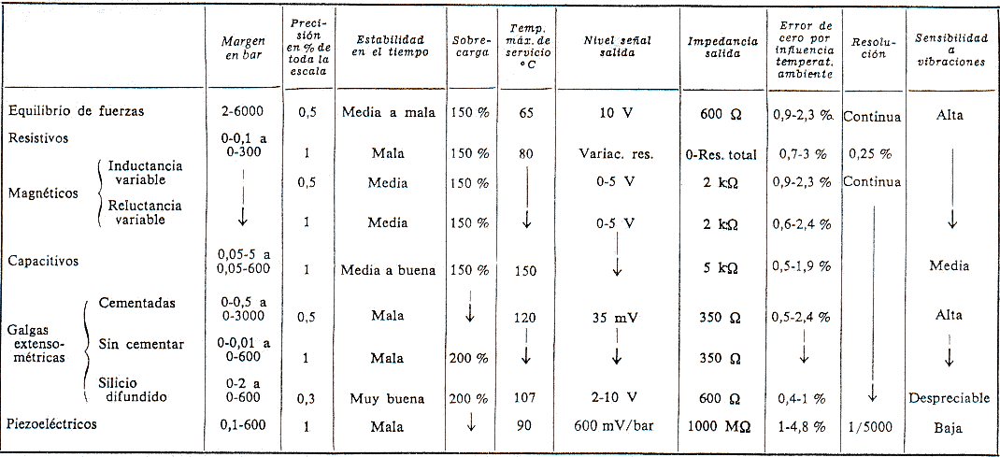 Margen en bar | Preci-sión en % de toda la escala | Estabilidad en el tiempo | Sobre-carga | Temp. máx. de servicio °C | Nivel señal salida | Impedancia salida | Error de cero por influencia temperat. ambiente | Resolu-ción | Sensibilidad a vibraciones
Equilibrio de fuerzas | 2-6000 | 0,5 | Media a mala | 150 % | 65 | 10 V | 600 Ω | 0,9-2,3 % | Continua | Alta
Resistivos | 0-0,1 a 0-300 | 1 | Mala | 150 % | 80 | Variac. res. | 0-Res. total | 0,7-3 % | 0,25 % | ↓
Magnéticos
Inductancia variable | ↓ | 0,5 | Media | 150 % | ↓ | 0-5 V | 2 kΩ | 0,9-2,3 % | Continua
Reluctancia variable | ↓ | 1 | Media | 150 % | ↓ | 0-5 V | 2 kΩ | 0,6-2,4 % | ↓ | ↓
Capacitivos | 0,05-5 a 0,05-600 | 1 | Media a buena | 150 % | 150 | ↓ | 5 kΩ | 0,5-1,9 % | ↓ | Media
Galgas extenso-métricas
Cementadas | 0-0,5 a 0-3000 | 0,5 | Mala | ↓ | 120 | 35 mV | 350 Ω | 0,5-2,4 % | ↓ | Alta
Sin cementar | 0-0,01 a 0-600 | 1 | Mala | 200 % | ↓ | ↓ | 350 Ω | ↓ | ↓ | ↓
Silicio difundido | 0-2 a 0-600 | 0,3 | Muy buena | 200 % | 107 | 2-10 V | 600 Ω | 0,4-1 % | ↓ | Despreciable
Piezoeléctricos | 0,1-600 | 1 | Mala | ↓ | 90 | 600 mV/bar | 1000 MΩ | 1-4,8 % | 1/5000 | Baja